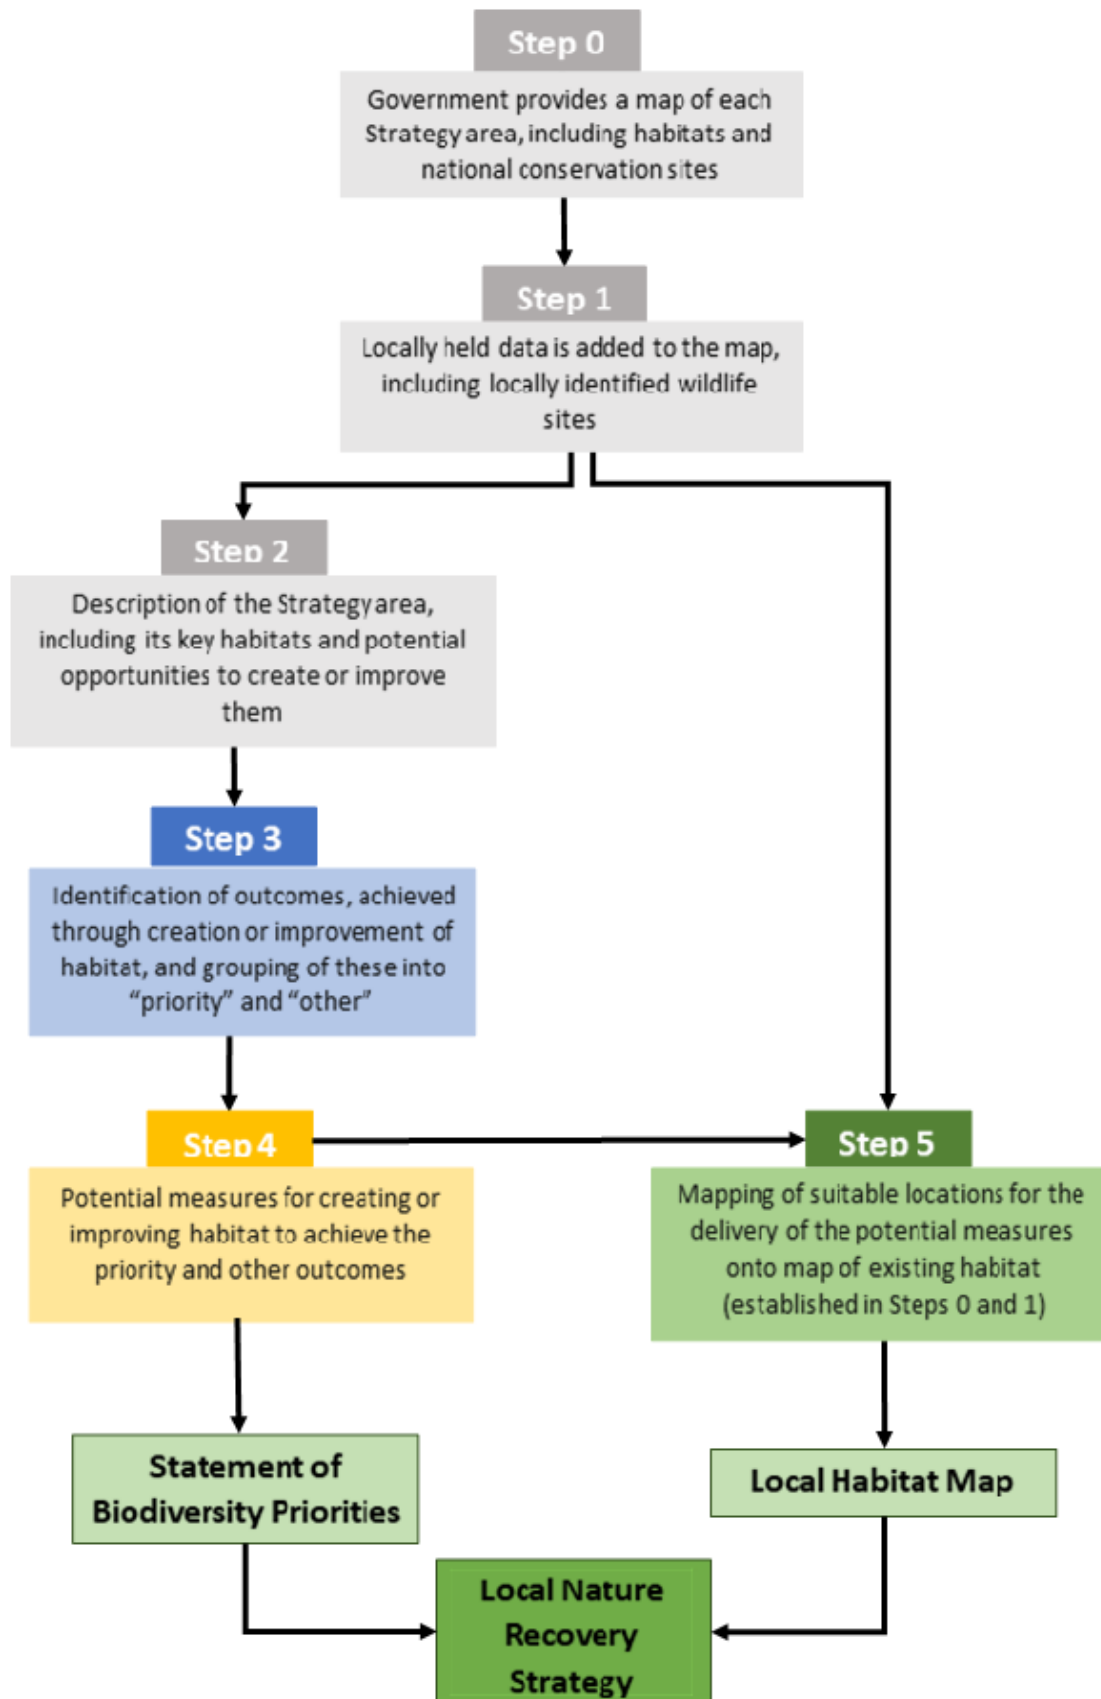 Step 0
Government provides a map of each
Strategy area, including habitats and
national conservation sites
Step 1
Locally held data is added to the map,
including locally identified wildlife
sites
Step 2
Description of the Strategy area,
including its key habitats and potential
opportunities to create or improve
them
Step 3
Identification of outcomes, achieved
through creation or improvement of
habitat, and grouping of these into
“priority” and “other”
Step 4
Potential measures for creating or
improving habitat to achieve the
priority and other outcomes
Step 5
Mapping of suitable locations for the
delivery of the potential measures
onto map of existing habitat
(established in Steps 0 and 1)
Statement of
Biodiversity Priorities
Local Habitat Map
Local Nature
Recovery
Strategy